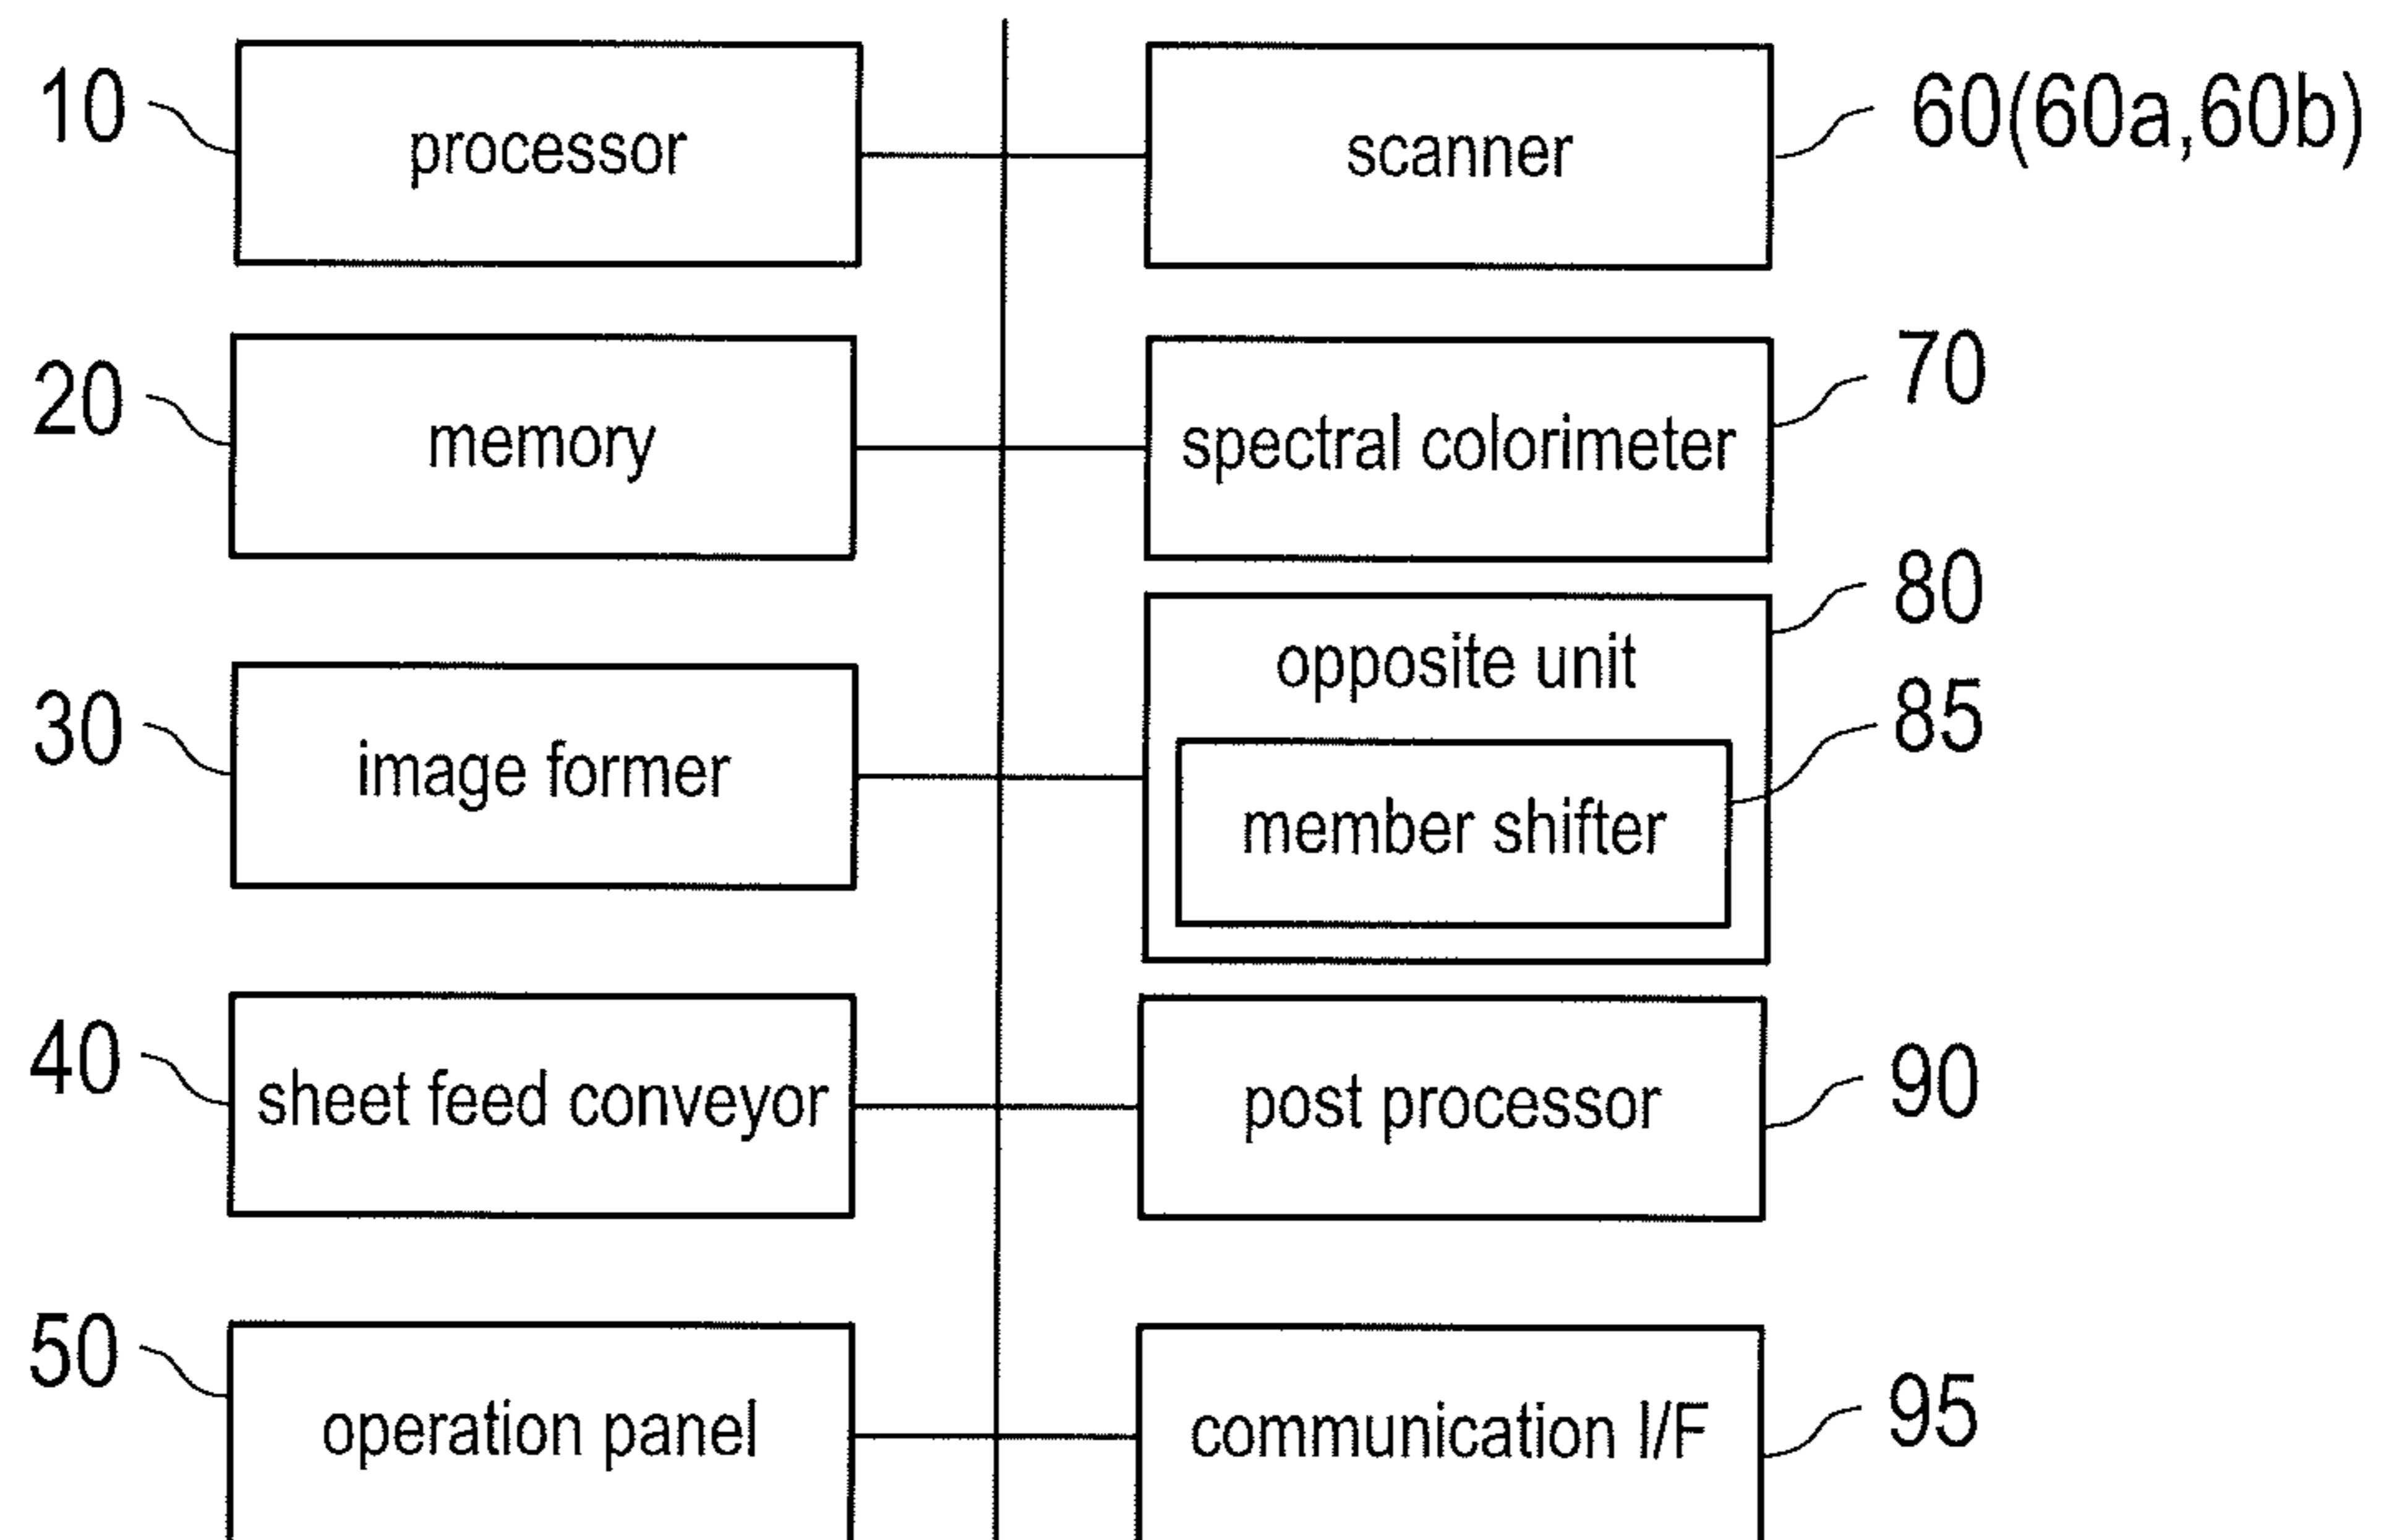 10 processor scanner 60(60a,60b)
20 memory spectral colorimeter 70
opposite unit 80
30 image former member shifter 85
40 sheet feed conveyor post processor 90
50 operation panel communication I/F 95